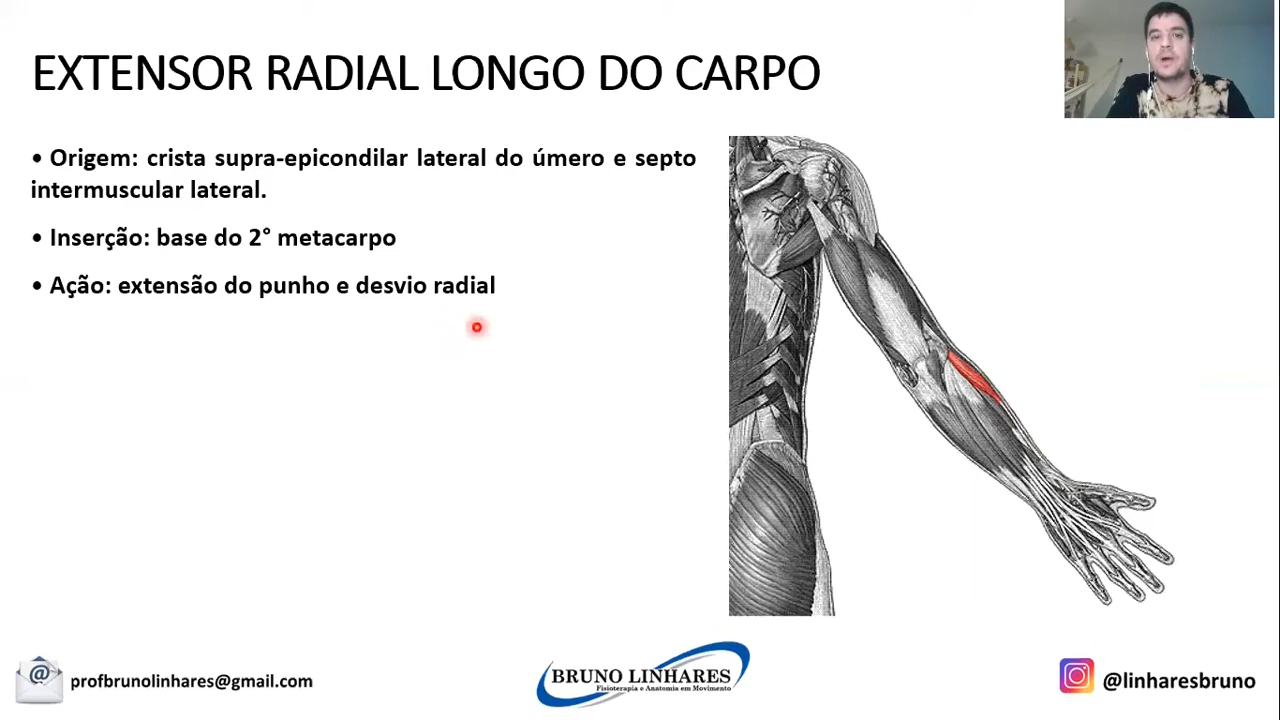 EXTENSOR RADIAL LONGO DO CARPO
• Origem: crista supra-epicondilar lateral do úmero e septo
intermuscular lateral.
• Inserção: base do 2° metacarpo
• Ação: extensão do punho e desvio radial
@
profbrunolinhares@gmail.com
BRUNO LINHARES
Fisioterapia e Anatomia em Movimento
@linharesbruno